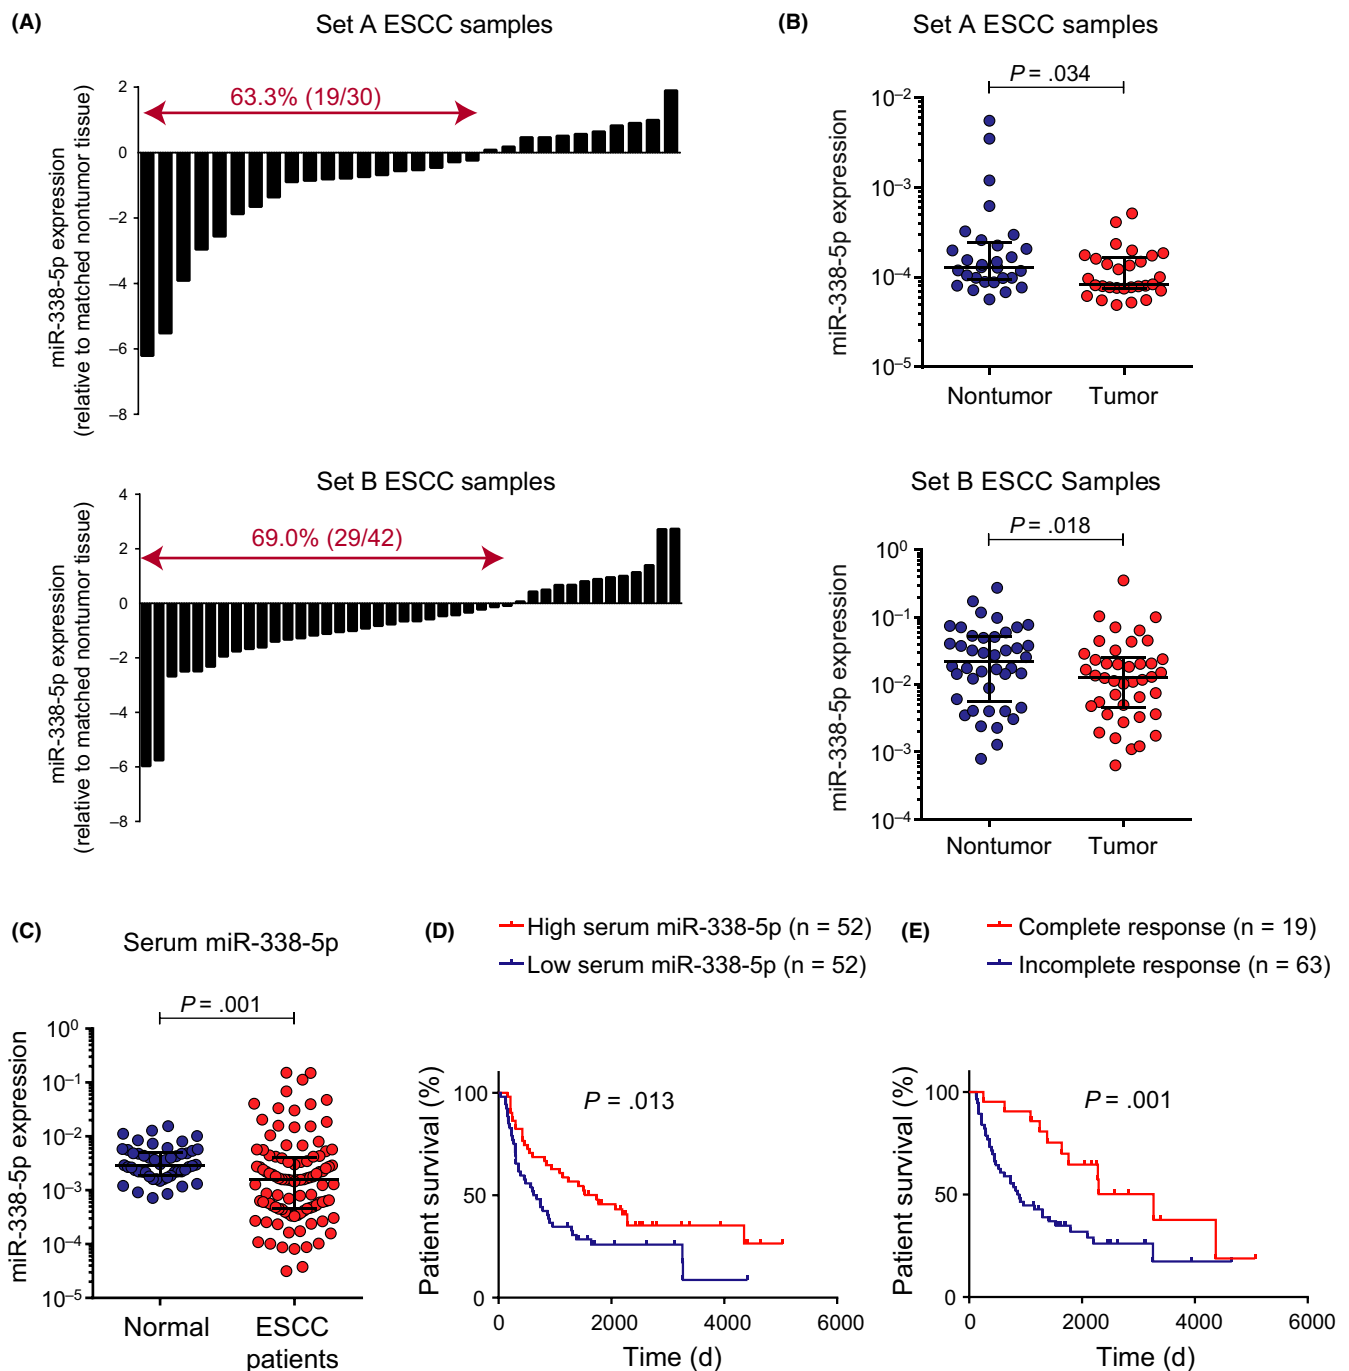 (A)
Set A ESCC samples
miR-338-5p expression
(relative to matched nontumor tissue)
2
0
–2
–4
–6
–8
63.3% (19/30)
(B)
Set A ESCC samples
P = .034
miR-338-5p expression
10–2
10–3
10–4
10–5
Nontumor
Tumor
Set B ESCC samples
miR-338-5p expression
(relative to matched nontumor tissue)
4
2
0
–2
–4
–6
–8
69.0% (29/42)
Set B ESCC Samples
P = .018
miR-338-5p expression
100
10–1
10–2
10–3
10–4
Nontumor
Tumor
(C)
Serum miR-338-5p
P = .001
miR-338-5p expression
100
10–1
10–2
10–3
10–4
10–5
Normal
ESCC
patients
(D)
High serum miR-338-5p (n = 52)
Low serum miR-338-5p (n = 52)
P = .013
Patient survival (%)
100
50
0
0
2000
4000
6000
Time (d)
(E)
Complete response (n = 19)
Incomplete response (n = 63)
P = .001
Patient survival (%)
100
50
0
0
2000
4000
6000
Time (d)